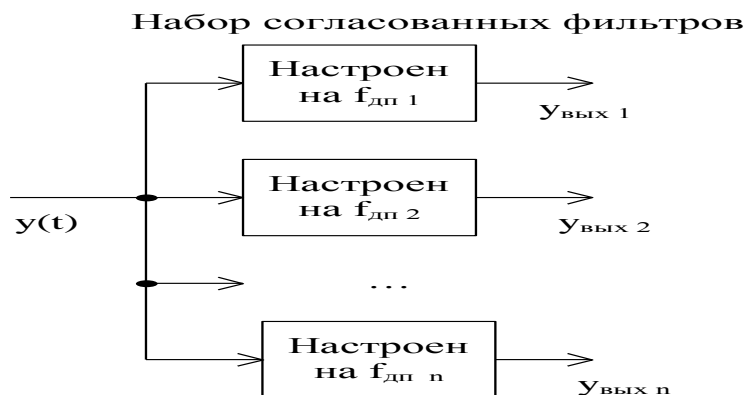 Набор согласованных фильтров
Настроен
на fдп 1
yвых 1
Настроен
на fдп 2
y(t)
yвых 2
...
Настроен
на fдп n
yвых n